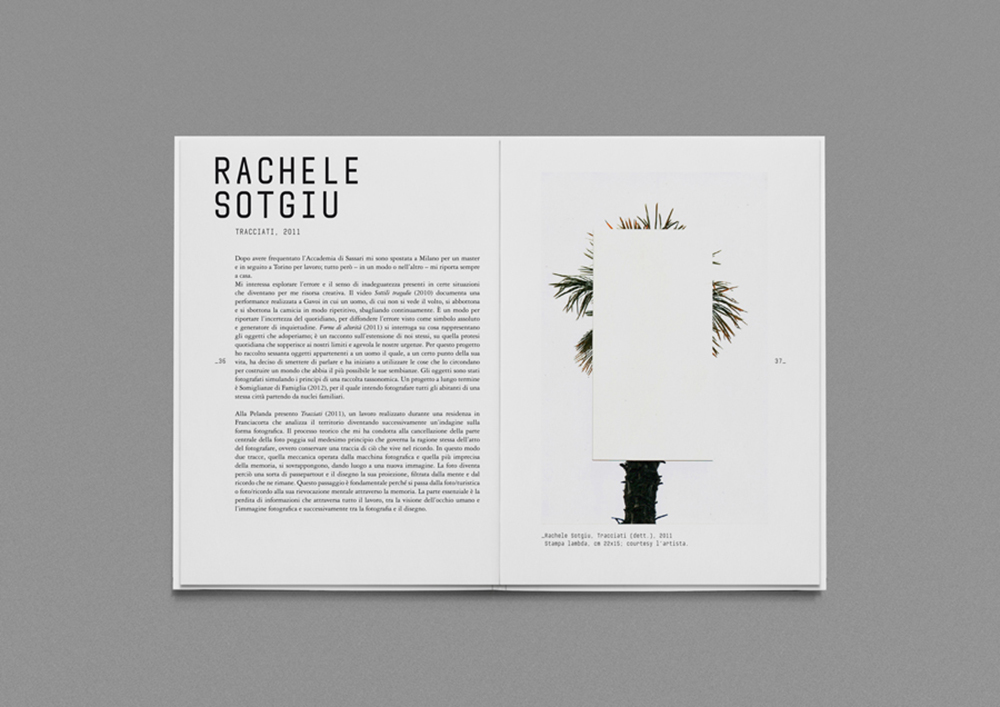 RACHELE
SOTGIU
TRACCIATI, 2011
Dopo avere frequentato l'Accademia di Sassari mi sono spostata a Milano per un master
e in seguito a Torino per lavoro; tutto però – in un modo o nell'altro – mi riporta sempre
a casa.
Mi interessa esplorare l'errore e il senso di inadeguatezza presenti in certe situazioni
che diventano per me risorsa creativa. Il video Sottili tragedie (2010) documenta una
performance realizzata a Gavoi in cui un uomo, di cui non si vede il volto, si abbottona
e si sbottona la camicia in modo ripetitivo, sbagliando continuamente. È un modo per
riportare l'incertezza del quotidiano, per diffondere l'errore visto come simbolo assoluto
e generatore di inquietudine. Forme di alterità (2011) si interroga su cosa rappresentano
gli oggetti che adoperiamo; è un racconto sull'estensione di noi stessi, su quella protesi
quotidiana che sopperisce ai nostri limiti e agevola le nostre urgenze. Per questo progetto
ho raccolto sessanta oggetti appartenenti a un uomo il quale, a un certo punto della sua
vita, ha deciso di smettere di parlare e ha iniziato a utilizzare le cose che lo circondano
per costruire un mondo che abbia il più possibile le sue sembianze. Gli oggetti sono stati
fotografati simulando i principi di una raccolta tassonomica. Un progetto a lungo termine
è Somiglianze di Famiglia (2012), per il quale intendo fotografare tutti gli abitanti di una
stessa città partendo da nuclei familiari.
Alla Pelanda presento Tracciati (2011), un lavoro realizzato durante una residenza in
Franciacorta che analizza il territorio diventando successivamente un'indagine sulla
forma fotografica. Il processo teorico che mi ha condotta alla cancellazione della parte
centrale della foto poggia sul medesimo principio che governa la ragione stessa dell'atto
del fotografare, ovvero conservare una traccia di ciò che vive nel ricordo. In questo modo
due tracce, quella meccanica operata dalla macchina fotografica e quella più imprecisa
della memoria, si sovrappongono, dando luogo a una nuova immagine. La foto diventa
perciò una sorta di passepartout e il disegno la sua proiezione, filtrata dalla mente e dal
ricordo che ne rimane. Questo passaggio è fondamentale perché si passa dalla foto/turistica
o foto/ricordo alla sua rievocazione mentale attraverso la memoria. La parte essenziale è la
perdita di informazioni che attraversa tutto il lavoro, tra la visione dell'occhio umano e
l'immagine fotografica e successivamente tra la fotografia e il disegno.
_36
37_
_Rachele Sotgiu, Tracciati (dett.), 2011
Stampa lambda, cm 22x15; courtesy l'artista.